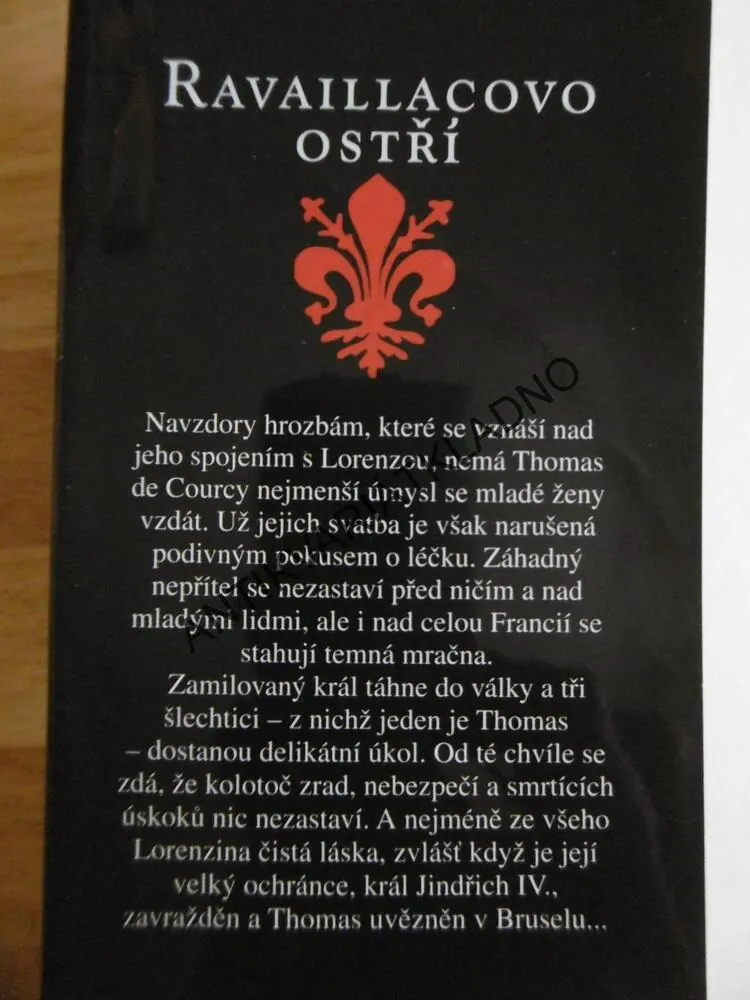 RAVAILLACOVO
OSTŘÍ
Navzdory hrozbám, které se vznáší nad
jeho spojením s Lorenzou, nemá Thomas
de Courcy nejmenší úmysl se mladé ženy
vzdát. Už jejich svatba je však narušená
podivným pokusem o léčku. Záhadný
nepřítel se nezastaví před ničím a nad
mladými lidmi, ale i nad celou Francií se
stahují temná mračna.
Zamilovaný král táhne do války a tři
šlechtici – z nichž jeden je Thomas
– dostanou delikátní úkol. Od té chvíle se
zdá, že kolotoč zrad, nebezpečí a smrtících
úskoků nic nezastaví. A nejméně ze všeho
Lorenzina čistá láska, zvlášť když je její
velký ochránce, král Jindřich IV.,
zavražděn a Thomas uvězněn v Bruselu...
ANTIKVARIAT KLADNO